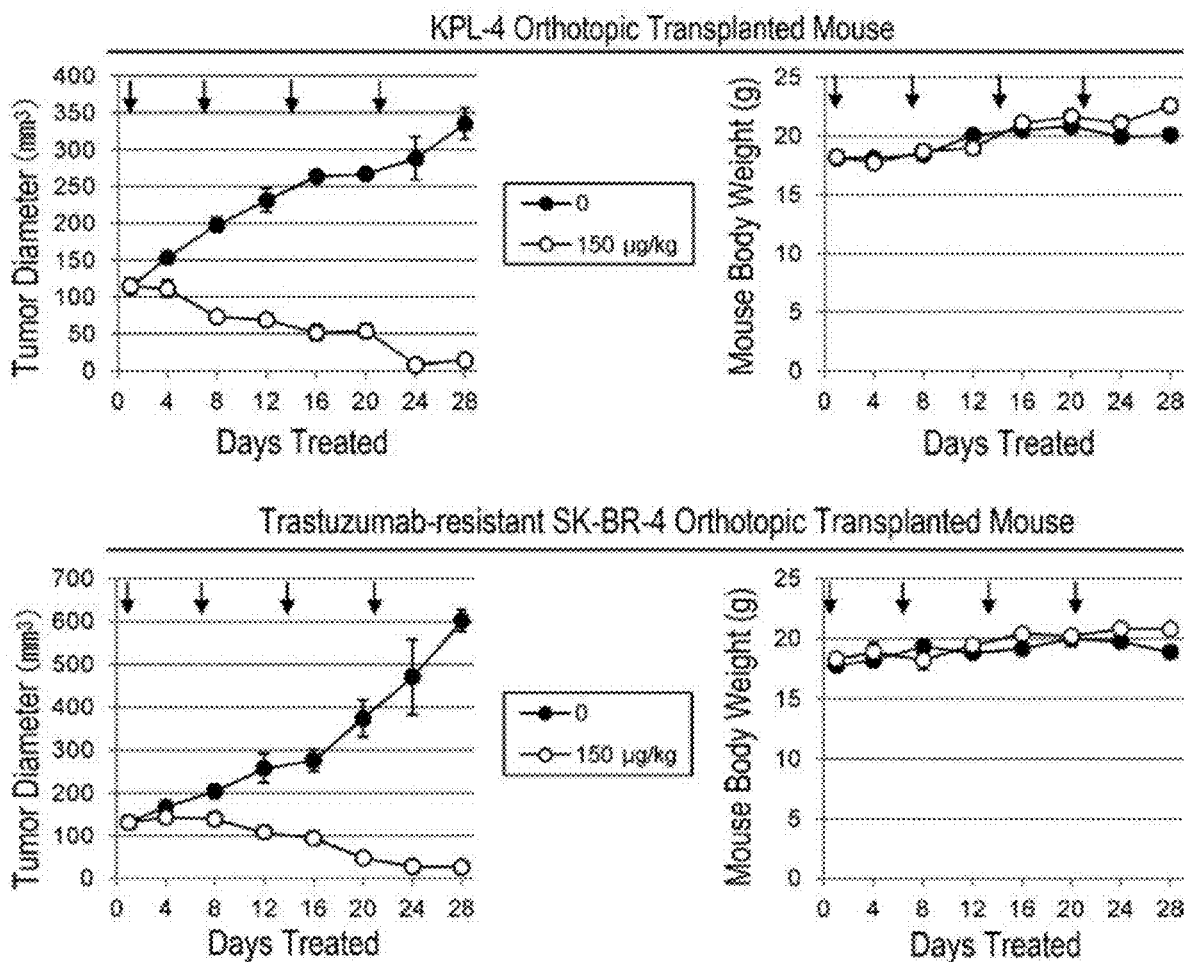 KPL-4 Orthotopic Transplanted Mouse
Tumor Diameter (mm³)
400
350
300
250
200
150
100
50
0
0 4 8 12 16 20 24 28
Days Treated
0
150 µg/kg
Mouse Body Weight (g)
25
20
15
10
5
0
0 4 8 12 16 20 24 28
Days Treated
Trastuzumab-resistant SK-BR-4 Orthotopic Transplanted Mouse
Tumor Diameter (mm³)
700
600
500
400
300
200
100
0
0 4 8 12 16 20 24 28
Days Treated
0
150 µg/kg
Mouse Body Weight (g)
25
20
15
10
5
0
0 4 8 12 16 20 24 28
Days Treated